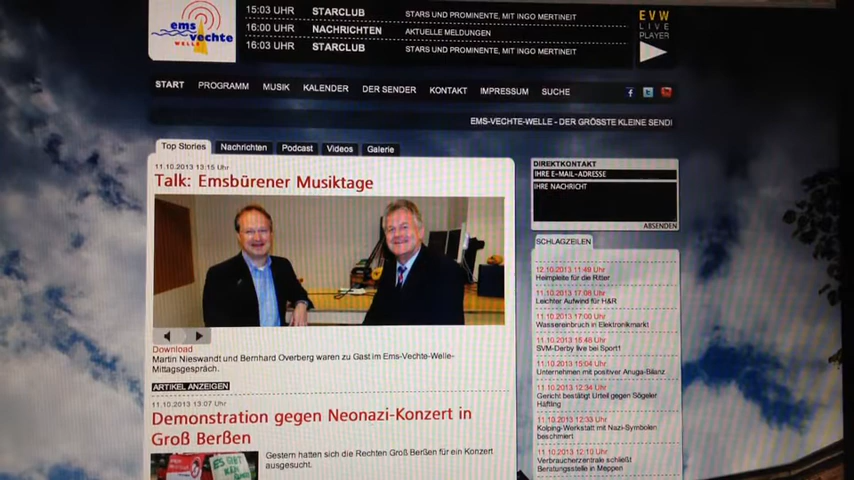 ems
vechte
WELLE
15:03 UHR STARCLUB STARS UND PROMINENTE, MIT INGO MERTINEIT
16:00 UHR NACHRICHTEN AKTUELLE MELDUNGEN
16:03 UHR STARCLUB STARS UND PROMINENTE, MIT INGO MERTINEIT
EVW
LIVE
PLAYER
START PROGRAMM MUSIK KALENDER DER SENDER KONTAKT IMPRESSUM SUCHE
EMS-VECHTE-WELLE - DER GRÖSSTE KLEINE SEND
Top Stories Nachrichten Podcast Videos Galerie
11.10.2013 13:15 Uhr
Talk: Emsbürener Musiktage
Download
Martin Nieswandt und Bernhard Overberg waren zu Gast im Ems-Vechte-Welle-
Mittagsgespräch.
ARTIKEL ANZEIGEN
11.10.2013 13:07 Uhr
Demonstration gegen Neonazi-Konzert in
Groß Berßen
ES GIBT
KEIN
Gestern hatten sich die Rechten Groß Berßen für ein Konzert
ausgesucht.
DIREKTKONTAKT
IHRE E-MAIL-ADRESSE
IHRE NACHRICHT
ABSENDEN
SCHLAGZEILEN
12.10.2013 11:49 Uhr
Heimpleite für die Ritter
11.10.2013 17:08 Uhr
Leichter Aufwind für H&R
11.10.2013 17:00 Uhr
Wassereinbruch in Elektronikmarkt
11.10.2013 15:48 Uhr
SVM-Derby live bei Sport1
11.10.2013 15:04 Uhr
Unternehmen mit positiver Anuga-Bilanz
11.10.2013 12:34 Uhr
Gericht bestätigt Urteil gegen Sögeler
Häftling
11.10.2013 12:33 Uhr
Kolping-Werkstatt mit Nazi-Symbolen
beschmiert
11.10.2013 12:10 Uhr
Verbraucherzentrale schließt
Beratungsstelle in Meppen